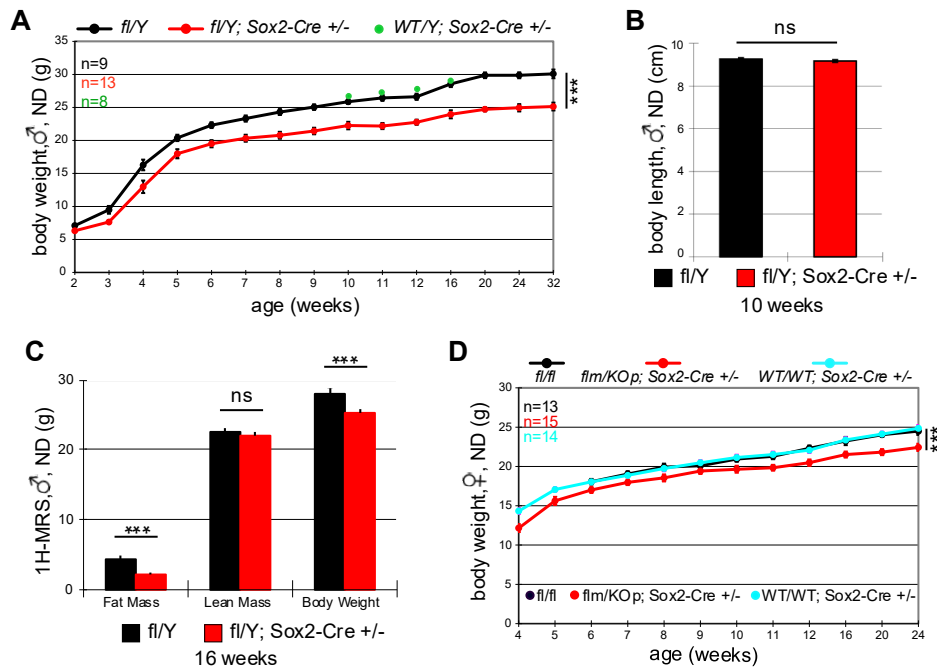 A
fl/Y
fl/Y; Sox2-Cre +/-
WT/Y; Sox2-Cre +/-
body weight,♂, ND (g)
35
30
25
20
15
10
5
0
n=9
n=13
n=8
***
2 3 4 5 6 7 8 9 10 11 12 16 20 24 32
age (weeks)
B
ns
body length,♂, ND (cm)
10
8
6
4
2
0
fl/Y
fl/Y; Sox2-Cre +/-
10 weeks
C
1H-MRS,♂, ND (g)
30
20
10
0
***
ns
***
Fat Mass Lean Mass Body Weight
fl/Y
fl/Y; Sox2-Cre +/-
16 weeks
D
fl/fl
flm/KOp; Sox2-Cre +/-
WT/WT; Sox2-Cre +/-
body weight,♀, ND (g)
30
25
20
15
10
5
0
n=13
n=15
n=14
***
fl/fl flm/KOp; Sox2-Cre +/- WT/WT; Sox2-Cre +/-
4 5 6 7 8 9 10 11 12 16 20 24
age (weeks)